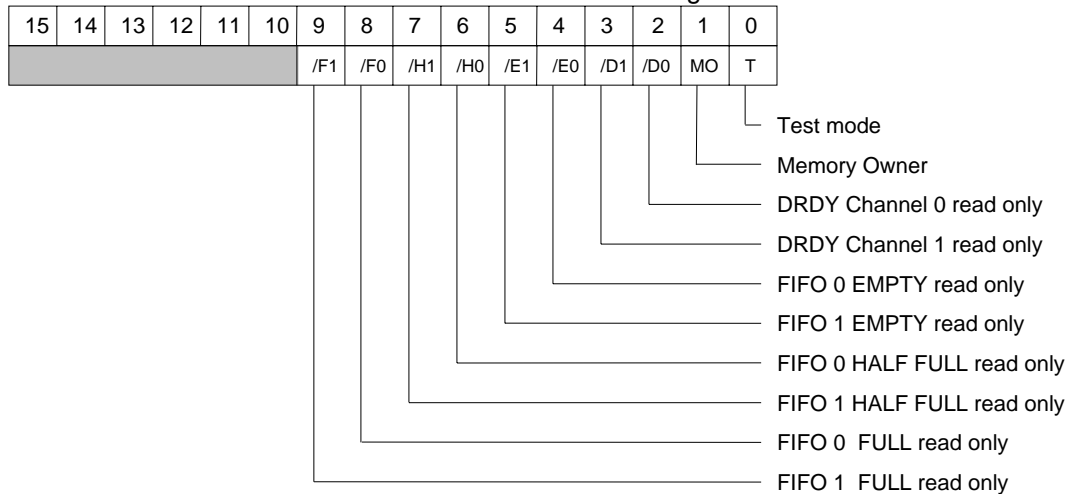 15 14 13 12 11 10 9 8 7 6 5 4 3 2 1 0
/F1 /F0 /H1 /H0 /E1 /E0 /D1 /D0 MO T
Test mode
Memory Owner
DRDY Channel 0 read only
DRDY Channel 1 read only
FIFO 0 EMPTY read only
FIFO 1 EMPTY read only
FIFO 0 HALF FULL read only
FIFO 1 HALF FULL read only
FIFO 0 FULL read only
FIFO 1 FULL read only